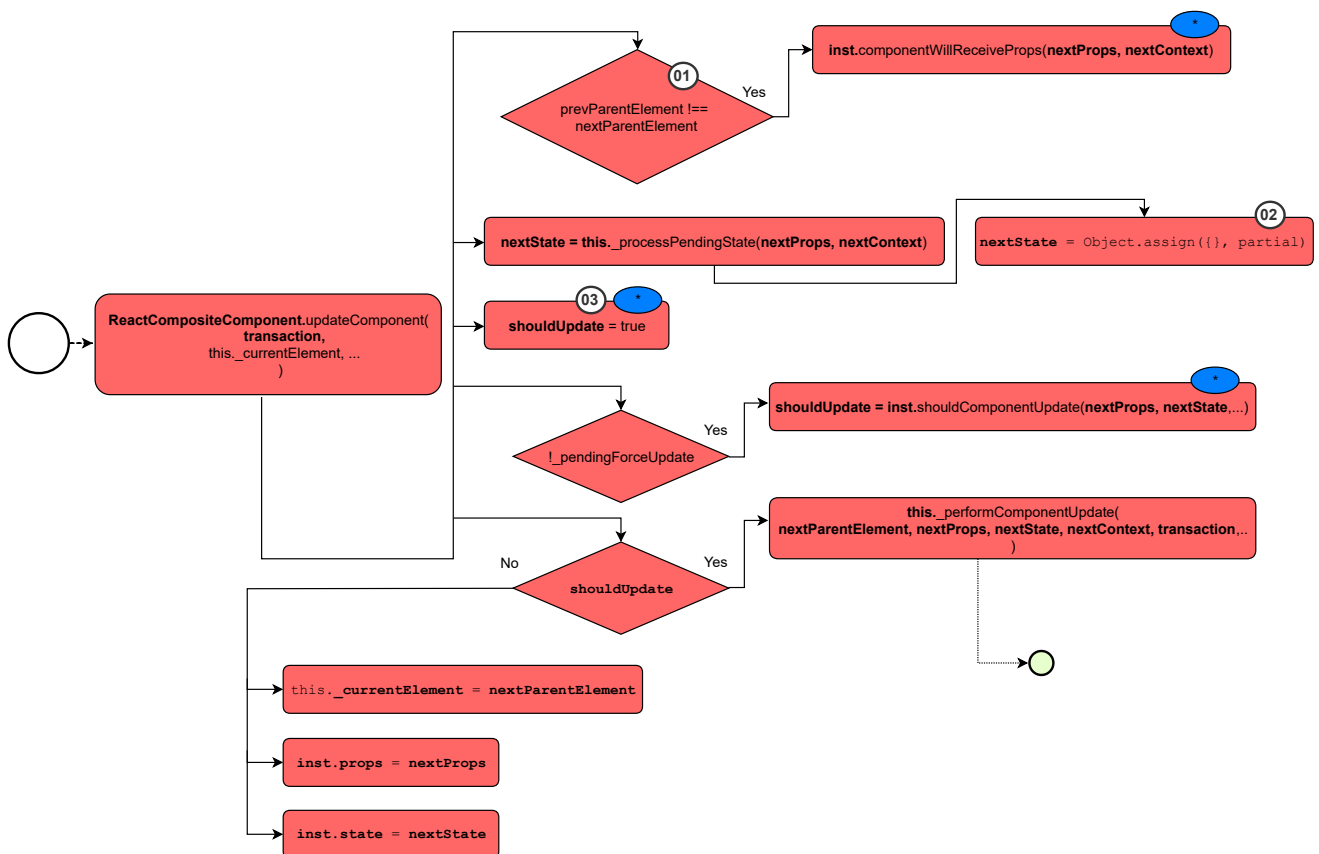 *
inst.componentWillReceiveProps(nextProps, nextContext)
01
Yes
prevParentElement !==
nextParentElement
02
nextState = this._processPendingState(nextProps, nextContext)
nextState = Object.assign({}, partial)
03
*
shouldUpdate = true
ReactCompositeComponent.updateComponent(
transaction,
this._currentElement, ...
)
*
shouldUpdate = inst.shouldComponentUpdate(nextProps, nextState,...)
Yes
!_pendingForceUpdate
this._performComponentUpdate(
nextParentElement, nextProps, nextState, nextContext, transaction,..
)
No
Yes
shouldUpdate
this._currentElement = nextParentElement
inst.props = nextProps
inst.state = nextState